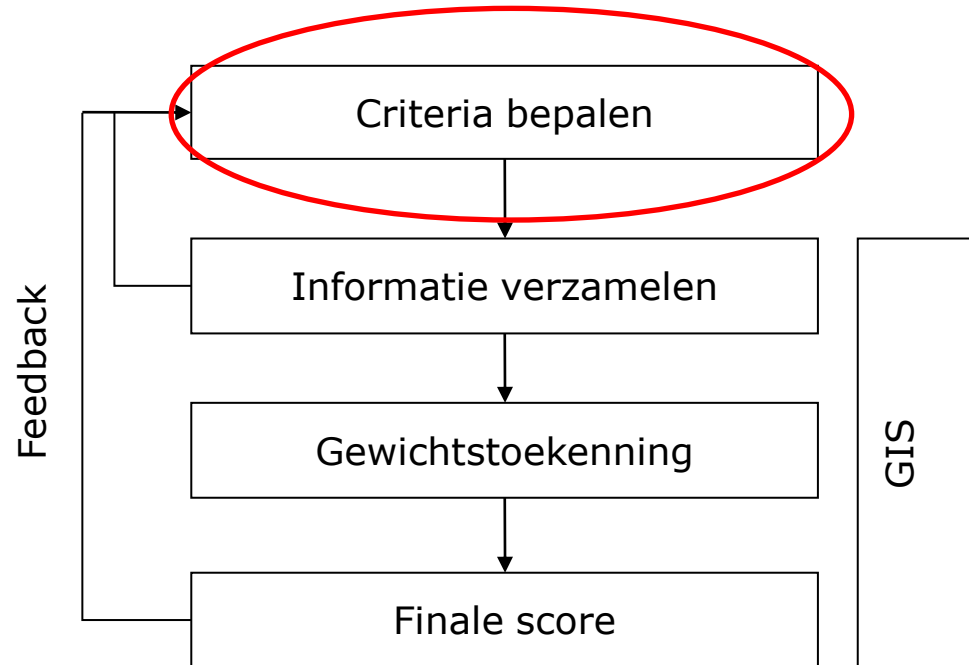 Criteria bepalen
Informatie verzamelen
Gewichtstoekenning
Finale score
Feedback
GIS